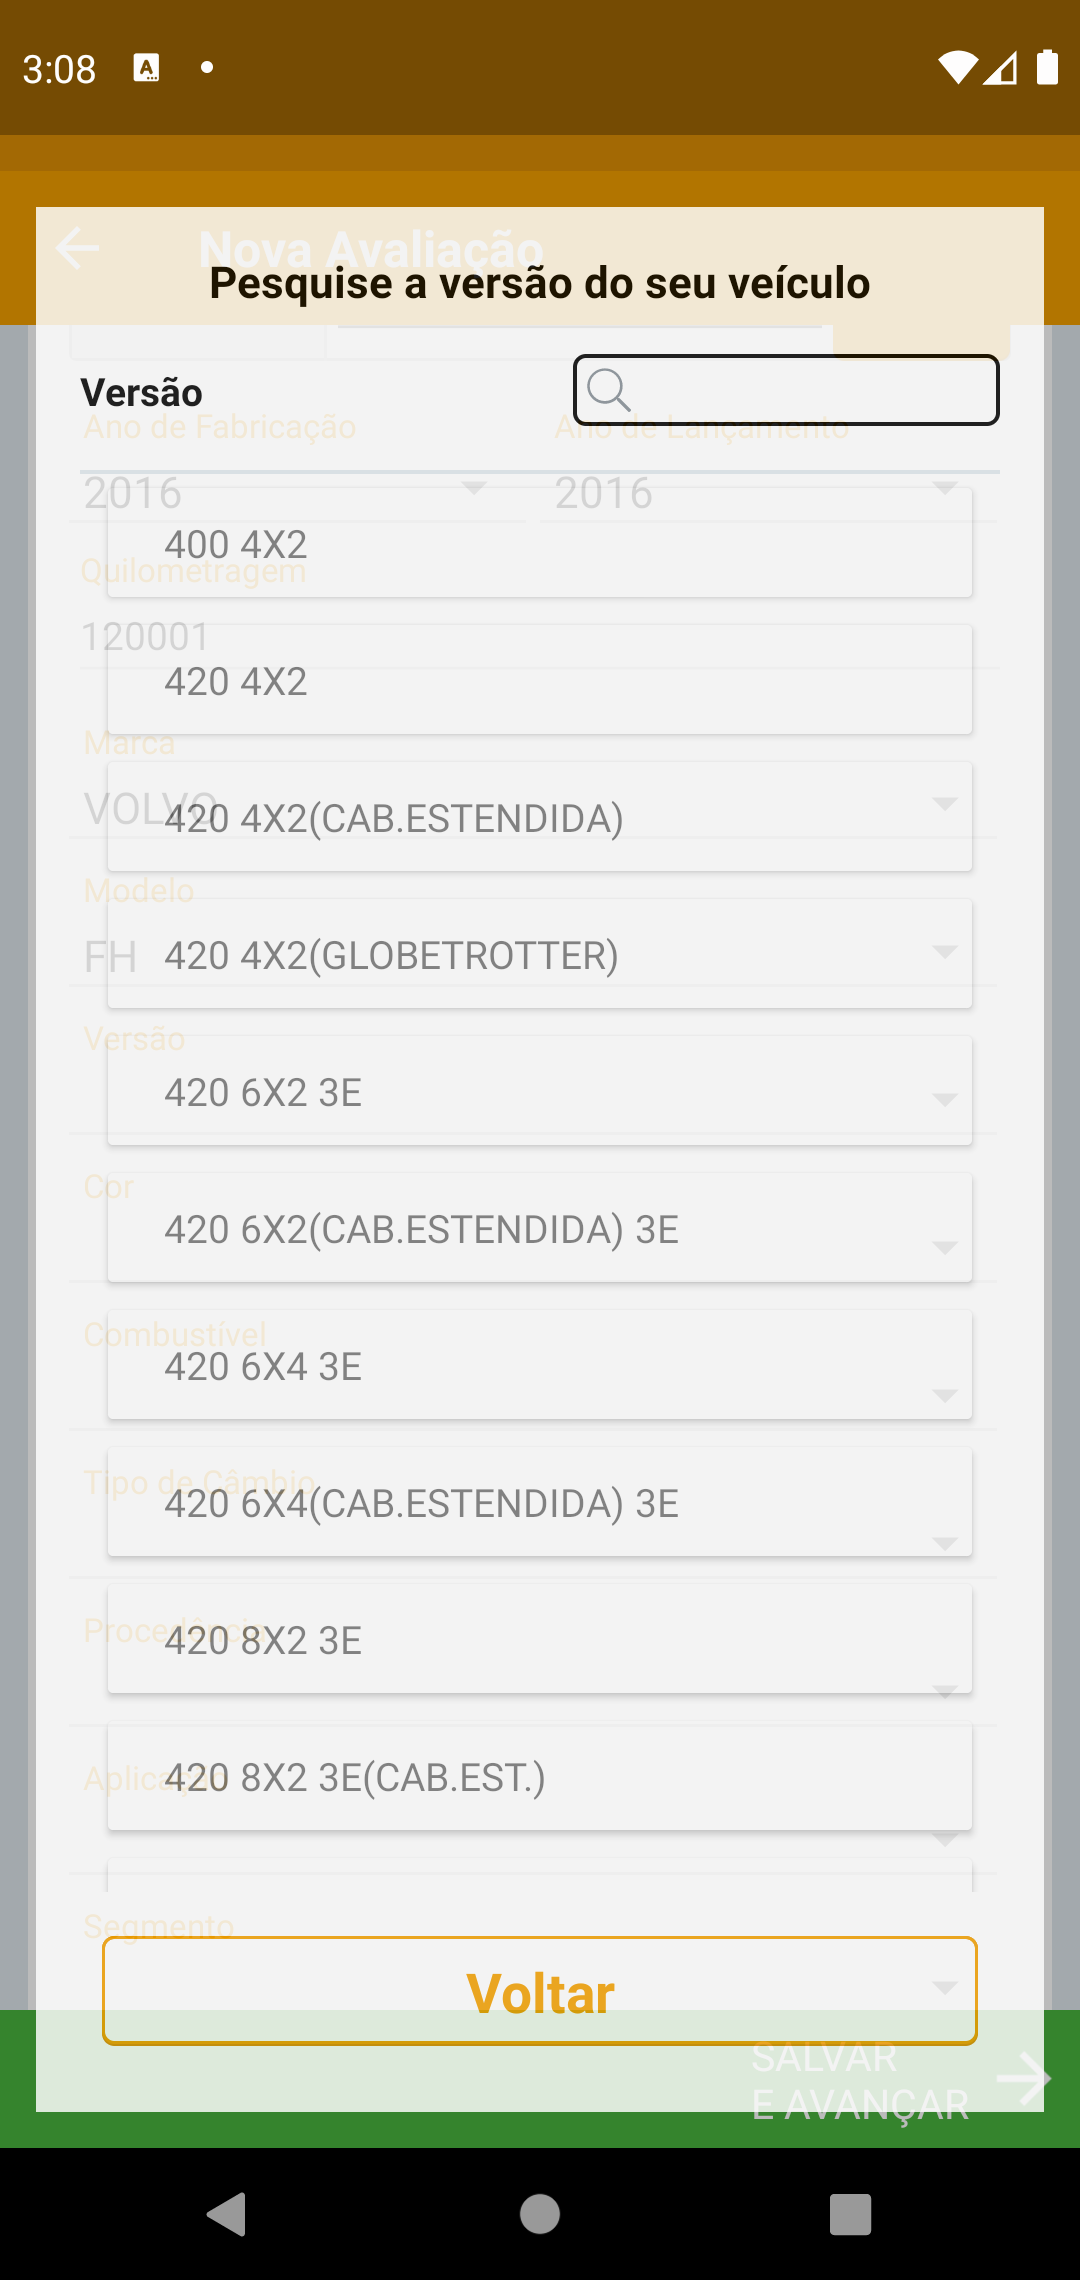 3:08
Nova Avaliação
Pesquise a versão do seu veículo
Versão
Ano de Fabricação
Ano de Lançamento
2016
2016
400 4X2
Quilometragem
120001
420 4X2
Marca
VOLVO
420 4X2(CAB.ESTENDIDA)
Modelo
FH
420 4X2(GLOBETROTTER)
Versão
420 6X2 3E
Cor
420 6X2(CAB.ESTENDIDA) 3E
Combustível
420 6X4 3E
Tipo de Câmbio
420 6X4(CAB.ESTENDIDA) 3E
Procedência
420 8X2 3E
Aplicação
420 8X2 3E(CAB.EST.)
Segmento
Voltar
SALVAR
E AVANÇAR